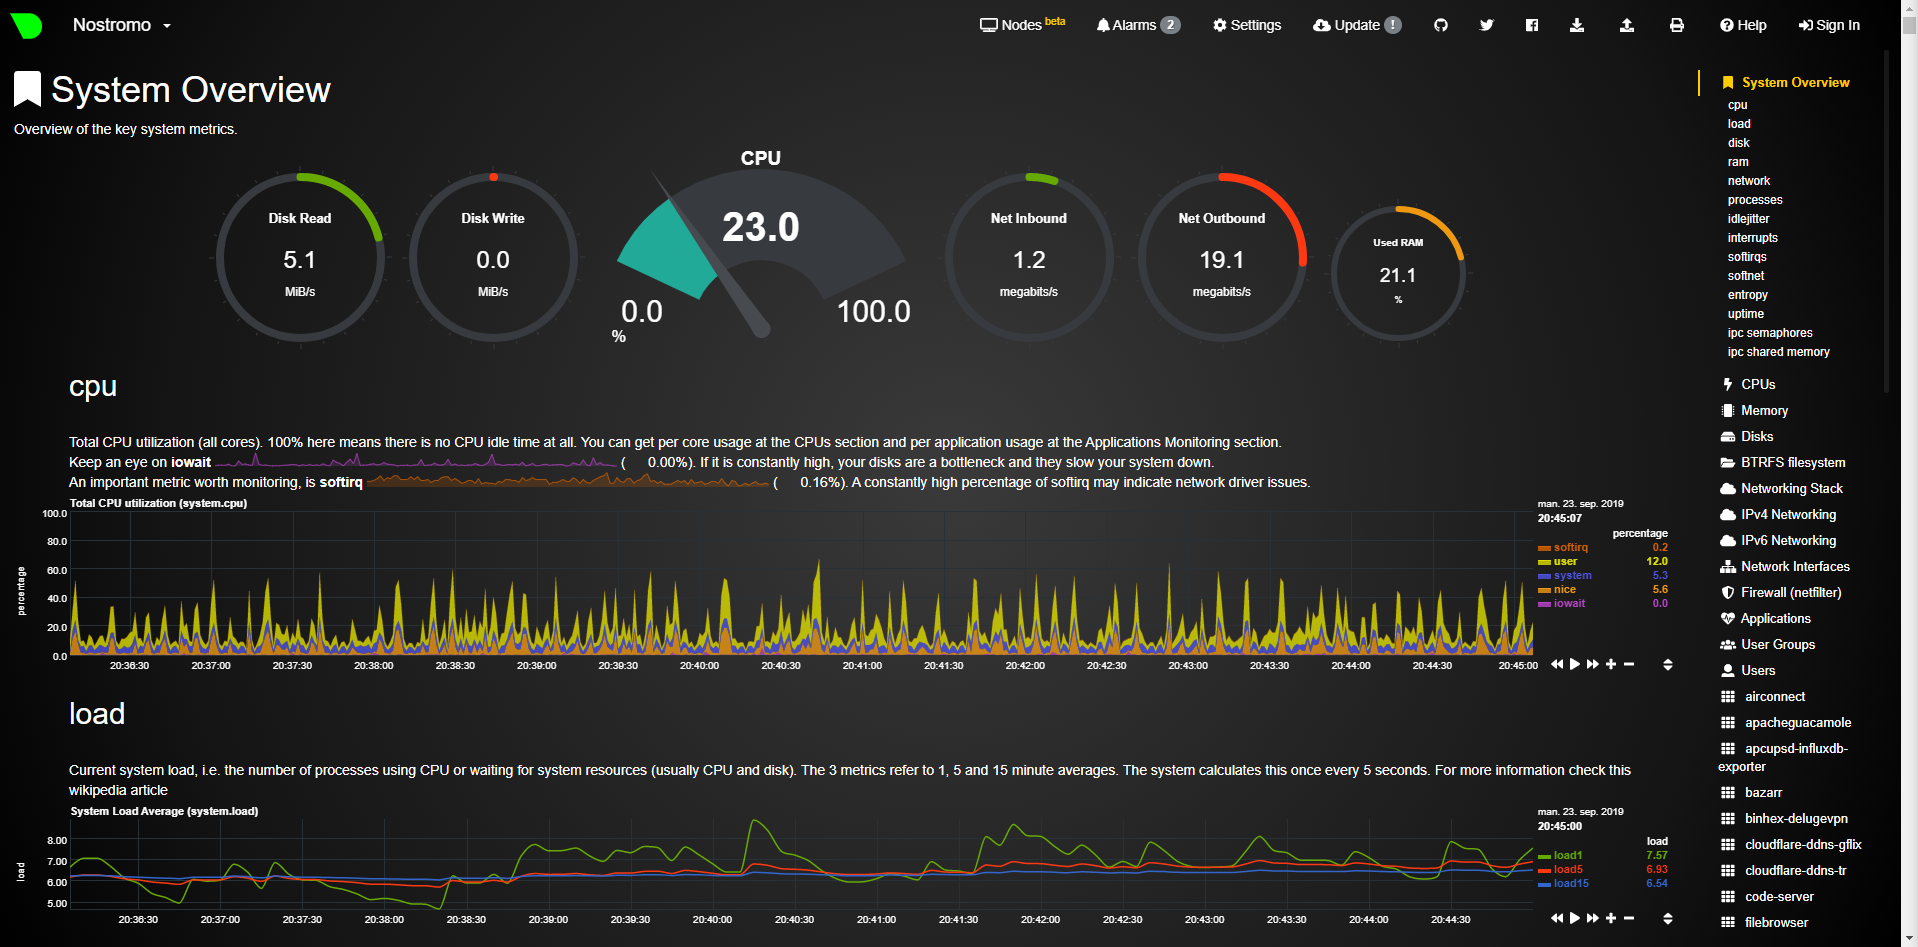 Nostromo
Nodes beta
Alarms 2
Settings
Update !
Help
Sign In
System Overview
Overview of the key system metrics.
Disk Read
5.1
MiB/s
Disk Write
0.0
MiB/s
CPU
23.0
0.0
100.0
%
Net Inbound
1.2
megabits/s
Net Outbound
19.1
megabits/s
Used RAM
21.1
%
cpu
Total CPU utilization (all cores). 100% here means there is no CPU idle time at all. You can get per core usage at the CPUs section and per application usage at the Applications Monitoring section.
Keep an eye on iowait ( 0.00%). If it is constantly high, your disks are a bottleneck and they slow your system down.
An important metric worth monitoring, is softirq ( 0.16%). A constantly high percentage of softirq may indicate network driver issues.
Total CPU utilization (system.cpu)
percentage
100.0
80.0
60.0
40.0
20.0
0.0
20:36:30 20:37:00 20:37:30 20:38:00 20:38:30 20:39:00 20:39:30 20:40:00 20:40:30 20:41:00 20:41:30 20:42:00 20:42:30 20:43:00 20:43:30 20:44:00 20:44:30 20:45:00
man. 23. sep. 2019
20:45:07
percentage
softirq 0.2
user 12.0
system 5.3
nice 5.6
iowait 0.0
load
Current system load, i.e. the number of processes using CPU or waiting for system resources (usually CPU and disk). The 3 metrics refer to 1, 5 and 15 minute averages. The system calculates this once every 5 seconds. For more information check this
wikipedia article
System Load Average (system.load)
load
8.00
7.00
6.00
5.00
20:36:30 20:37:00 20:37:30 20:38:00 20:38:30 20:39:00 20:39:30 20:40:00 20:40:30 20:41:00 20:41:30 20:42:00 20:42:30 20:43:00 20:43:30 20:44:00 20:44:30
man. 23. sep. 2019
20:45:00
load
load1 7.57
load5 6.93
load15 6.54
System Overview
cpu
load
disk
ram
network
processes
idlejitter
interrupts
softirqs
softnet
entropy
uptime
ipc semaphores
ipc shared memory
CPUs
Memory
Disks
BTRFS filesystem
Networking Stack
IPv4 Networking
IPv6 Networking
Network Interfaces
Firewall (netfilter)
Applications
User Groups
Users
airconnect
apacheguacamole
apcupsd-influxdb-
exporter
bazarr
binhex-delugevpn
cloudflare-ddns-gflix
cloudflare-ddns-tr
code-server
filebrowser